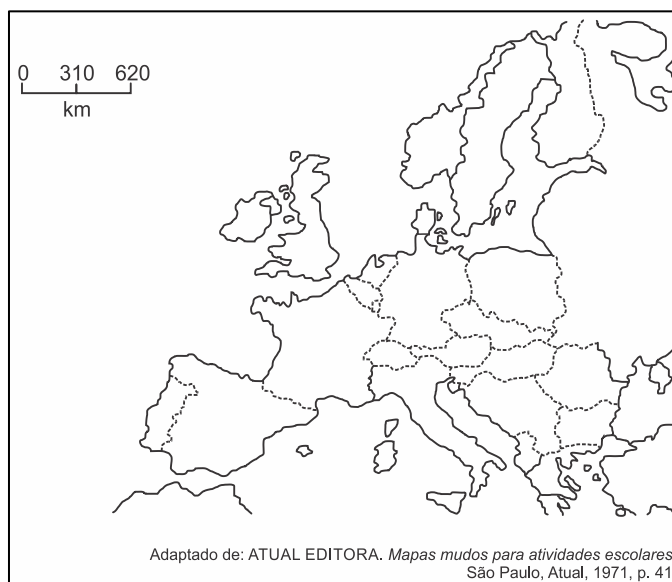 0 310 620
km
Adaptado de: ATUAL EDITORA. Mapas mudos para atividades escolares
São Paulo, Atual, 1971, p. 41